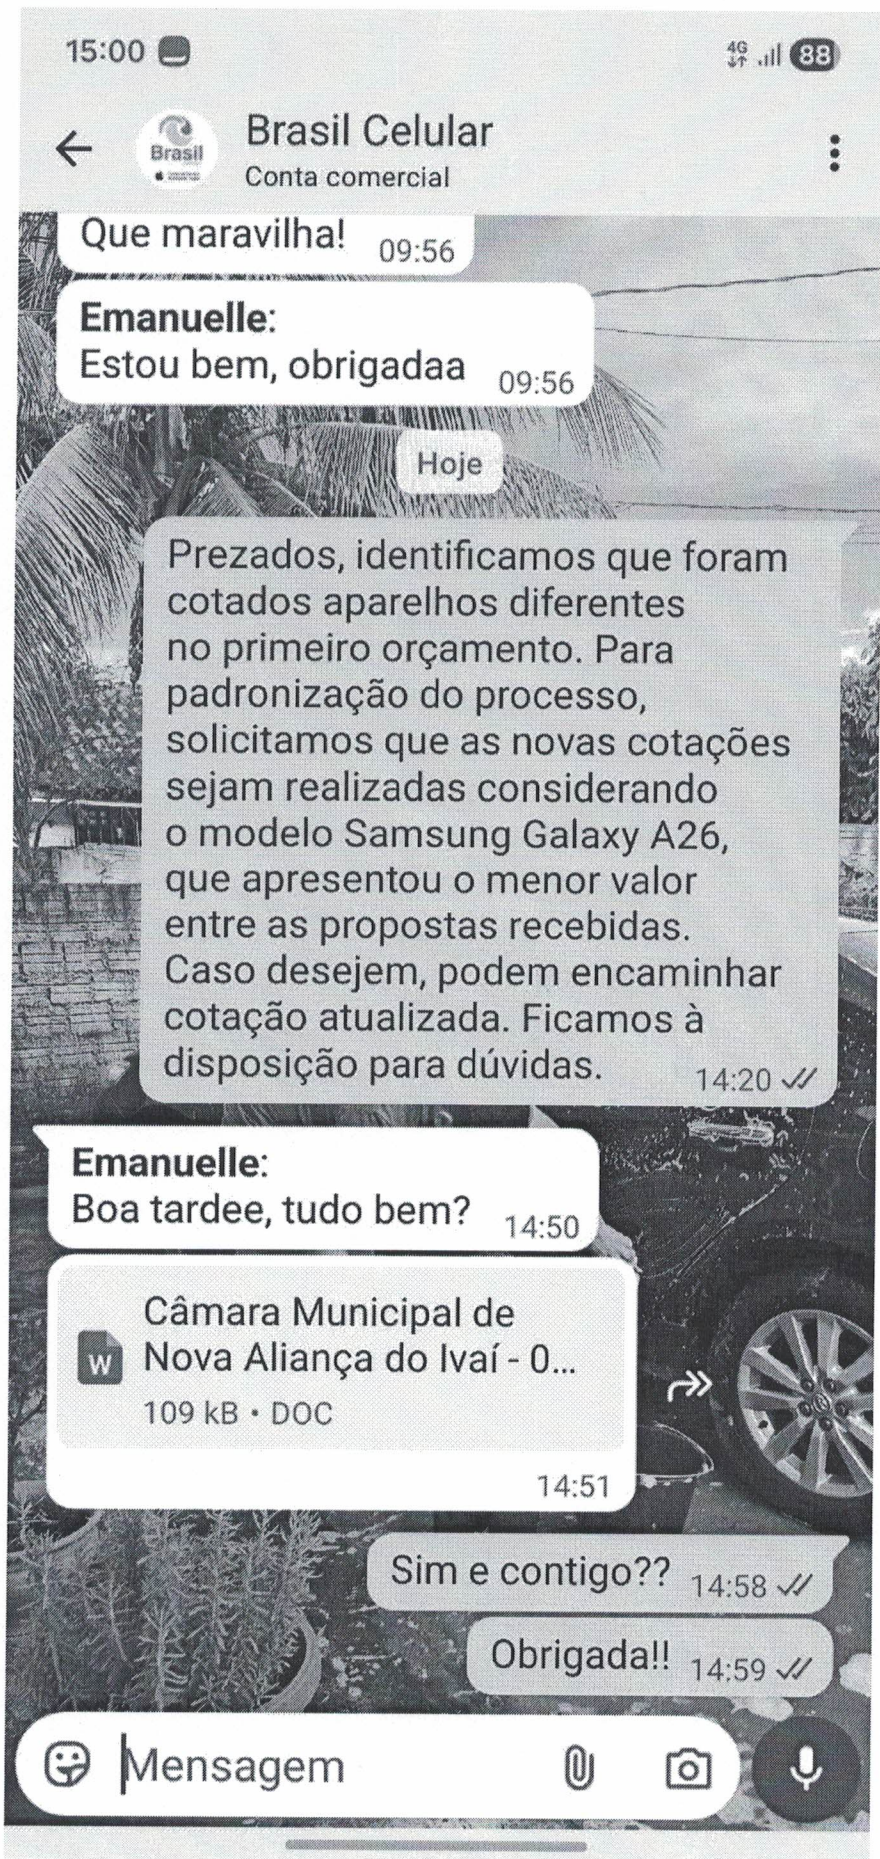 15:00
4G
88
Brasil
Brasil Celular
Conta comercial
Que maravilha! 09:56
Emanuelle:
Estou bem, obrigadaa 09:56
Hoje
Prezados, identificamos que foram
cotados aparelhos diferentes
no primeiro orçamento. Para
padronização do processo,
solicitamos que as novas cotações
sejam realizadas considerando
o modelo Samsung Galaxy A26,
que apresentou o menor valor
entre as propostas recebidas.
Caso desejem, podem encaminhar
cotação atualizada. Ficamos à
disposição para dúvidas. 14:20
Emanuelle:
Boa tardee, tudo bem? 14:50
W
Câmara Municipal de
Nova Aliança do Ivaí - 0...
109 kB • DOC
14:51
Sim e contigo?? 14:58
Obrigada!! 14:59
Mensagem